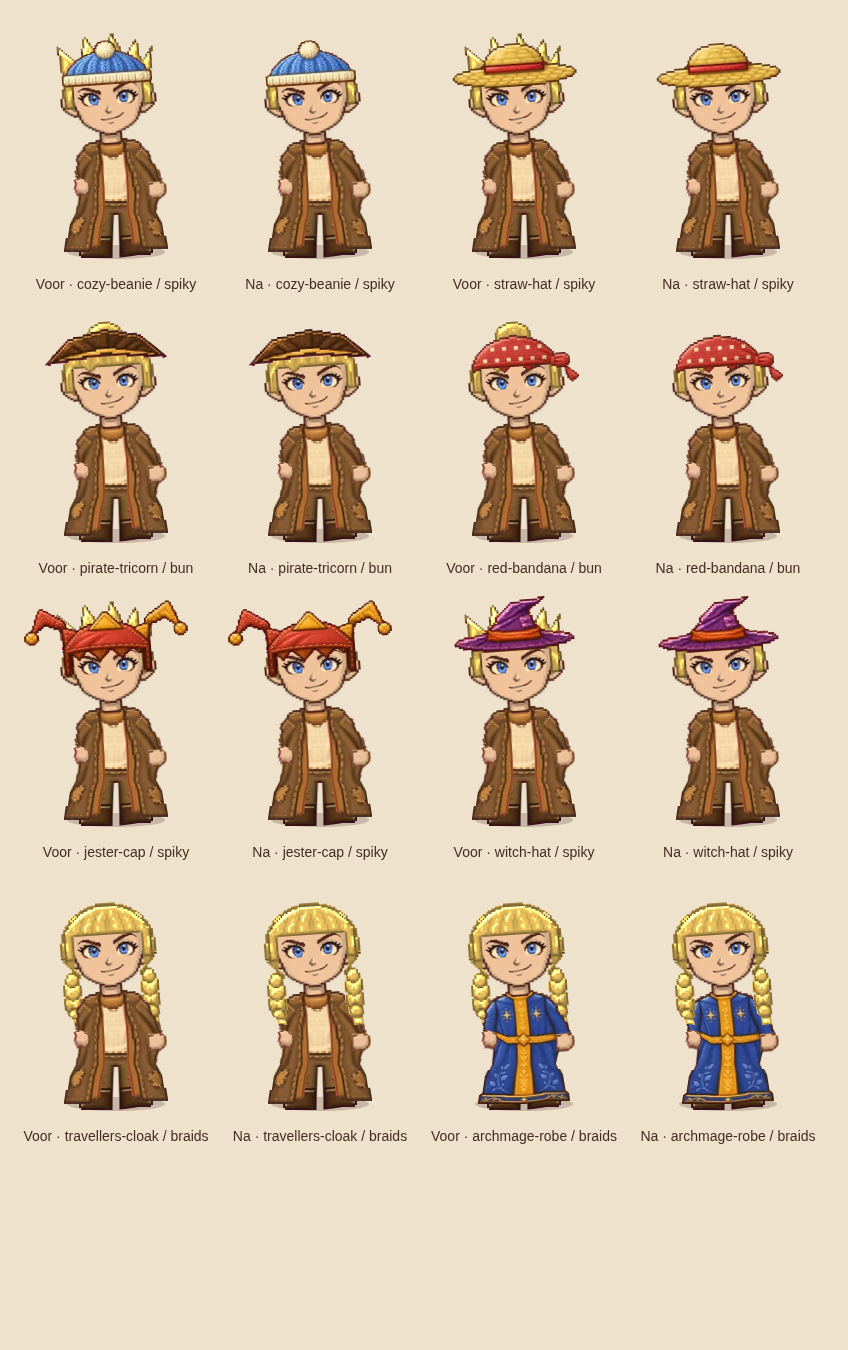 Voor · cozy-beanie / spiky
Na · cozy-beanie / spiky
Voor · straw-hat / spiky
Na · straw-hat / spiky
Voor · pirate-tricorn / bun
Na · pirate-tricorn / bun
Voor · red-bandana / bun
Na · red-bandana / bun
Voor · jester-cap / spiky
Na · jester-cap / spiky
Voor · witch-hat / spiky
Na · witch-hat / spiky
Voor · travellers-cloak / braids
Na · travellers-cloak / braids
Voor · archmage-robe / braids
Na · archmage-robe / braids